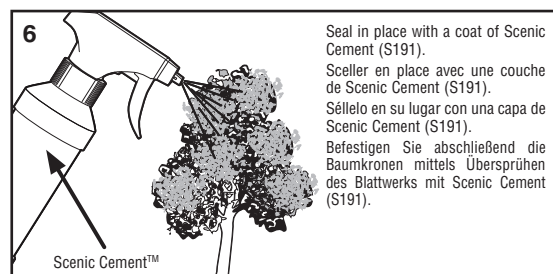 6
Seal in place with a coat of Scenic
Cement (S191).
Sceller en place avec une couche
de Scenic Cement (S191).
Séllelo en su lugar con una capa de
Scenic Cement (S191).
Befestigen Sie abschließend die
Baumkronen mittels Übersprühen
des Blattwerks mit Scenic Cement
(S191).
Scenic Cement™